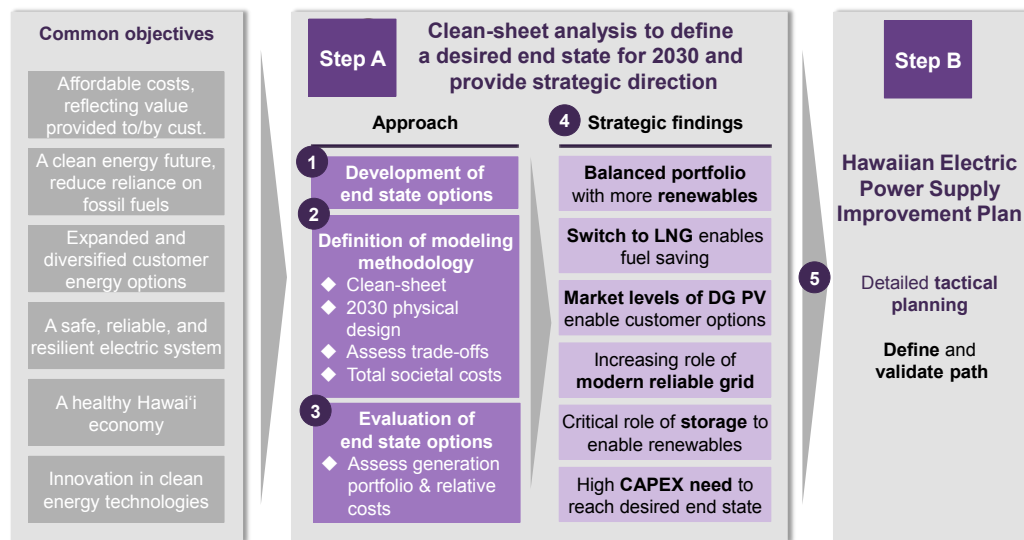 Common objectives
Affordable costs,
reflecting value
provided to/by cust.
A clean energy future,
reduce reliance on
fossil fuels
Expanded and
diversified customer
energy options
A safe, reliable, and
resilient electric system
A healthy Hawai‘i
economy
Innovation in clean
energy technologies
Step A
Clean-sheet analysis to define
a desired end state for 2030 and
provide strategic direction
Approach
1
Development of
end state options
2
Definition of modeling
methodology
◆ Clean-sheet
◆ 2030 physical
design
◆ Assess trade-offs
◆ Total societal costs
3
Evaluation of
end state options
◆ Assess generation
portfolio & relative
costs
4
Strategic findings
Balanced portfolio
with more renewables
Switch to LNG enables
fuel saving
Market levels of DG PV
enable customer options
Increasing role of
modern reliable grid
Critical role of storage to
enable renewables
High CAPEX need to
reach desired end state
5
Step B
Hawaiian Electric
Power Supply
Improvement Plan
Detailed tactical
planning
Define and
validate path